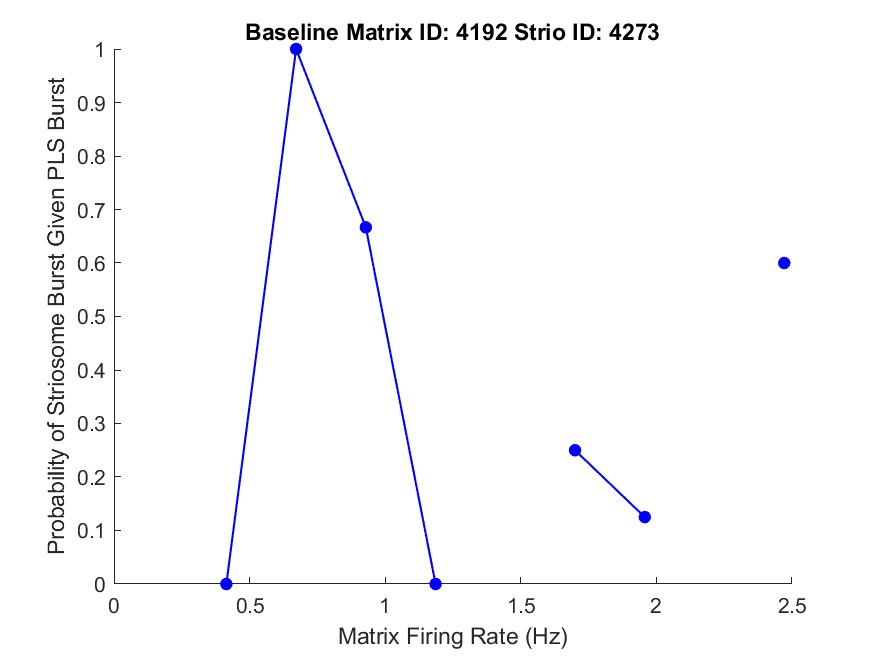 Baseline Matrix ID: 4192 Strio ID: 4273
Probability of Striosome Burst Given PLS Burst
1
0.9
0.8
0.7
0.6
0.5
0.4
0.3
0.2
0.1
0
0 0.5 1 1.5 2 2.5
Matrix Firing Rate (Hz)